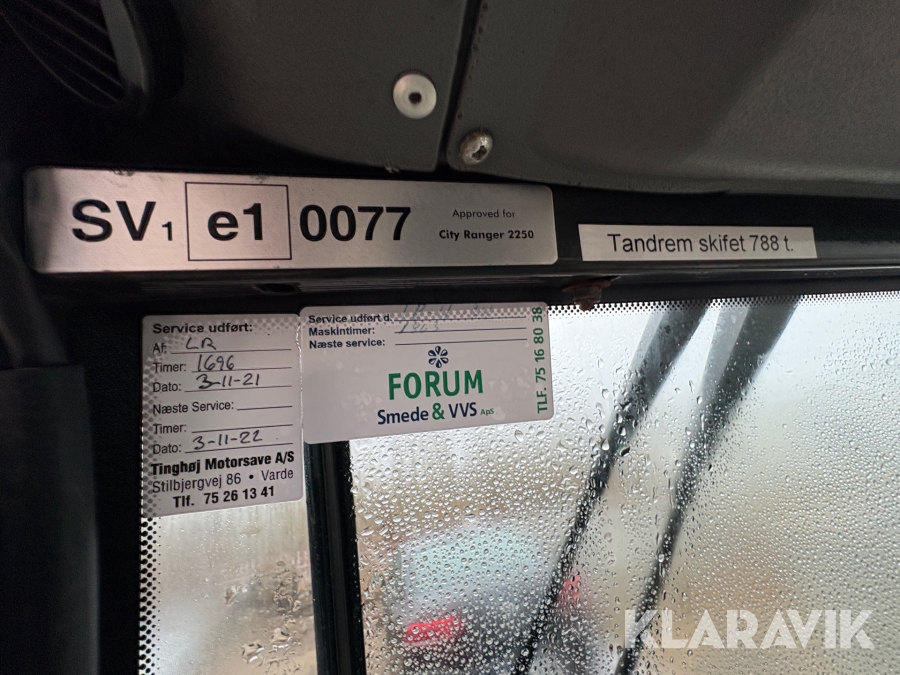 SV1 e1 0077
Approved for
City Ranger 2250
Tandrem skifet 788 t.
Service udført:
Af: LR
Timer: 1696
Dato: 3-11-21
Næste Service:
Timer:
Dato: 3-11-22
Tinghøj Motorsave A/S
Stilbjergvej 86 • Varde
Tlf. 75 26 13 41
Service udført d.
Maskintimer:
Næste service:
FORUM
Smede & VVS ApS
TLF. 75 16 80 38
KLARAVIK